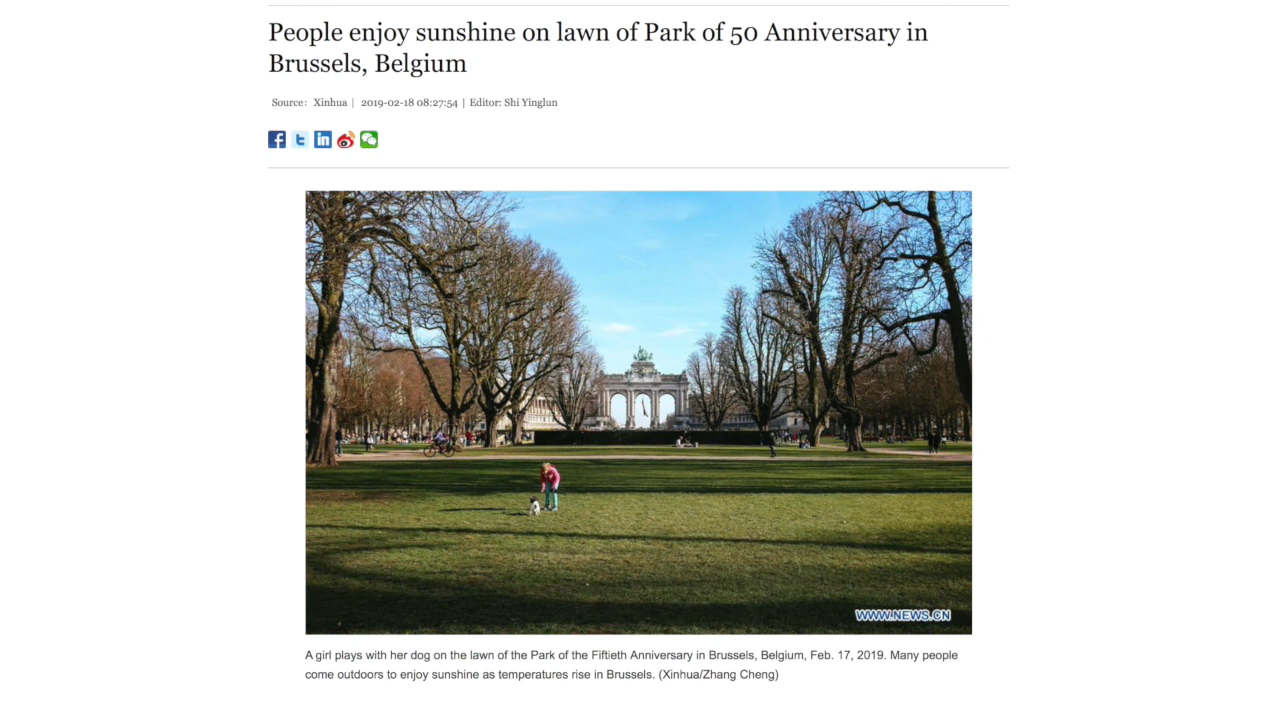 People enjoy sunshine on lawn of Park of 50 Anniversary in
Brussels, Belgium
Source: Xinhua | 2019-02-18 08:27:54 | Editor: Shi Yinglun
WWW.NEWS.CN
A girl plays with her dog on the lawn of the Park of the Fiftieth Anniversary in Brussels, Belgium, Feb. 17, 2019. Many people
come outdoors to enjoy sunshine as temperatures rise in Brussels. (Xinhua/Zhang Cheng)